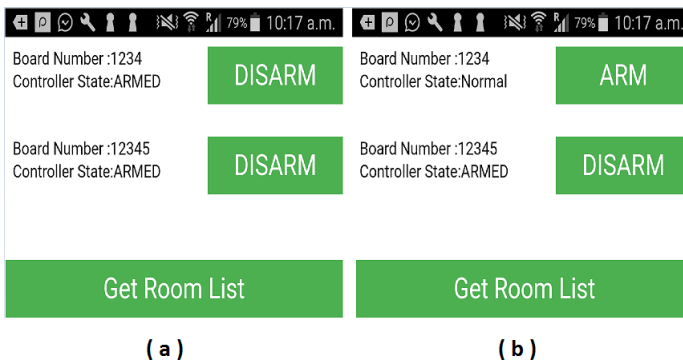 79% 10:17 a.m.
Board Number :1234
Controller State:ARMED
DISARM
Board Number :12345
Controller State:ARMED
DISARM
Get Room List
( a )
R 79% 10:17 a.m.
Board Number :1234
Controller State:Normal
ARM
Board Number :12345
Controller State:ARMED
DISARM
Get Room List
( b )